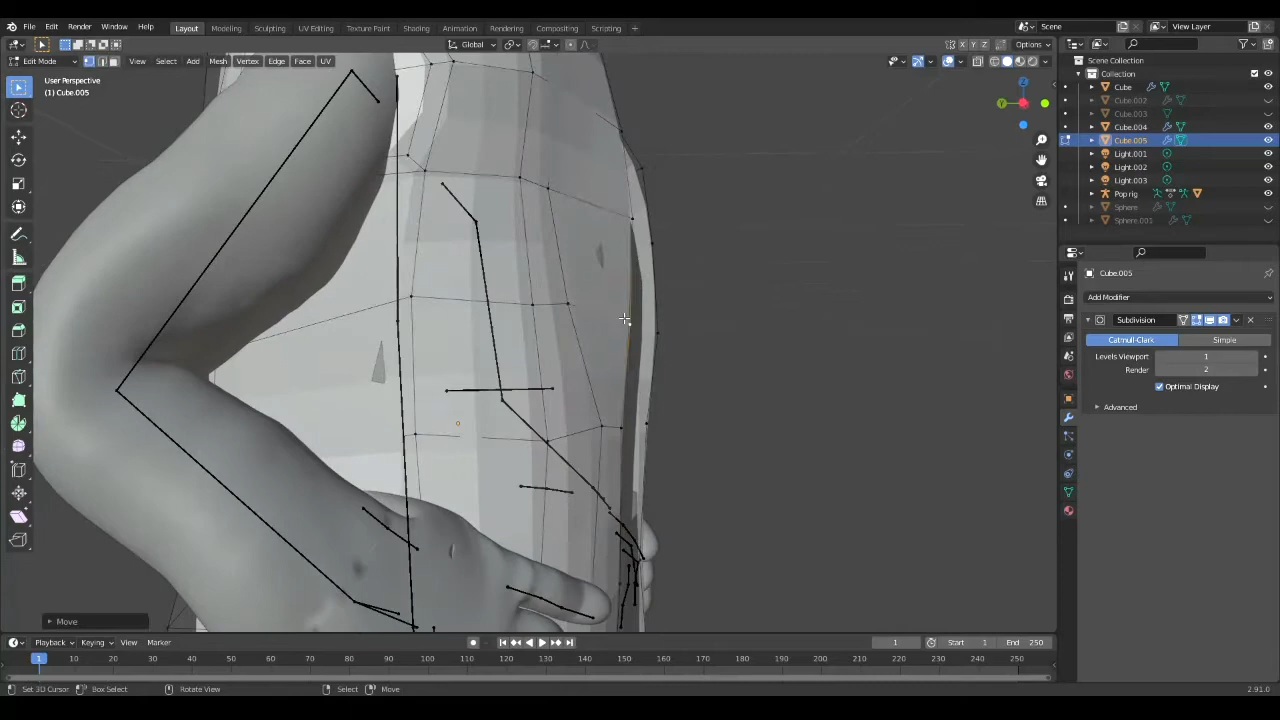 File Edit Render Window Help
Layout Modeling Sculpting UV Editing Texture Paint Shading Animation Rendering Compositing Scripting +
Scene
View Layer
Global
X Y Z Options
Edit Mode
View Select Add Mesh Vertex Edge Face UV
User Perspective
(1) Cube.005
Z
Y
Scene Collection
Collection
Cube
Cube.002
Cube.003
Cube.004
Cube.005
Light.001
Light.002
Light.003
Pop rig
Sphere
Sphere.005
Cube.005
Add Modifier
Subdivision
Catmull-Clark Simple
Levels Viewport 1
Render 2
Optimal Display
Advanced
Move
Playback Keying View Marker
1 Start 1 End 250
1 10 20 30 40 50 60 70 80 90 100 110 120 130 140 150 160 170 180 190 200 210 220 230 240 250
Set 3D Cursor Box Select Rotate View Select Move 2.91.0